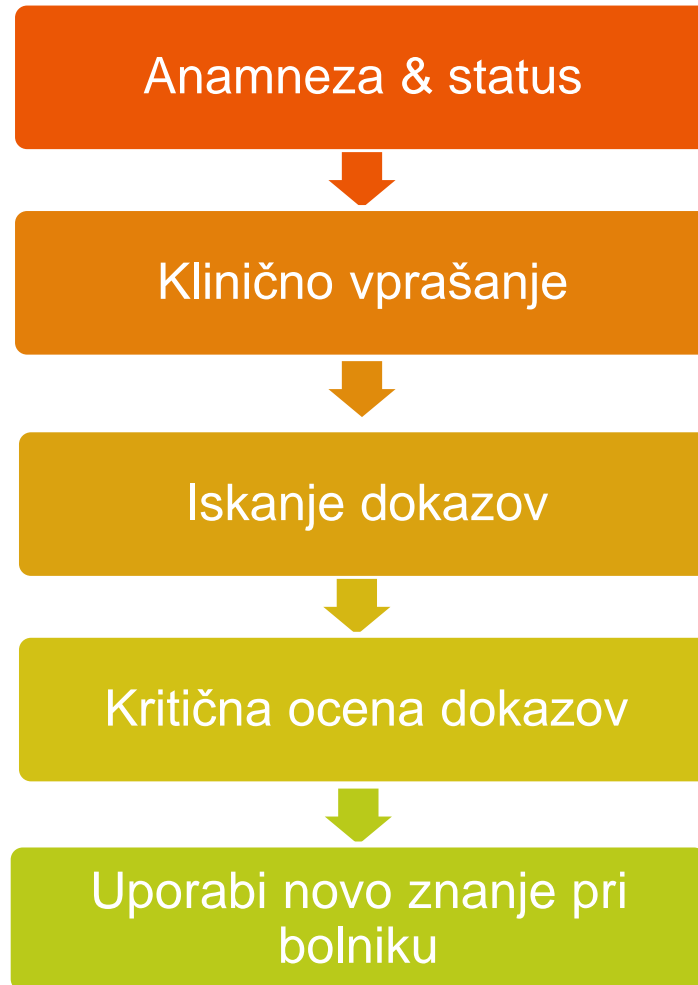 Anamneza & status
Klinično vprašanje
Iskanje dokazov
Kritična ocena dokazov
Uporabi novo znanje pri
bolniku